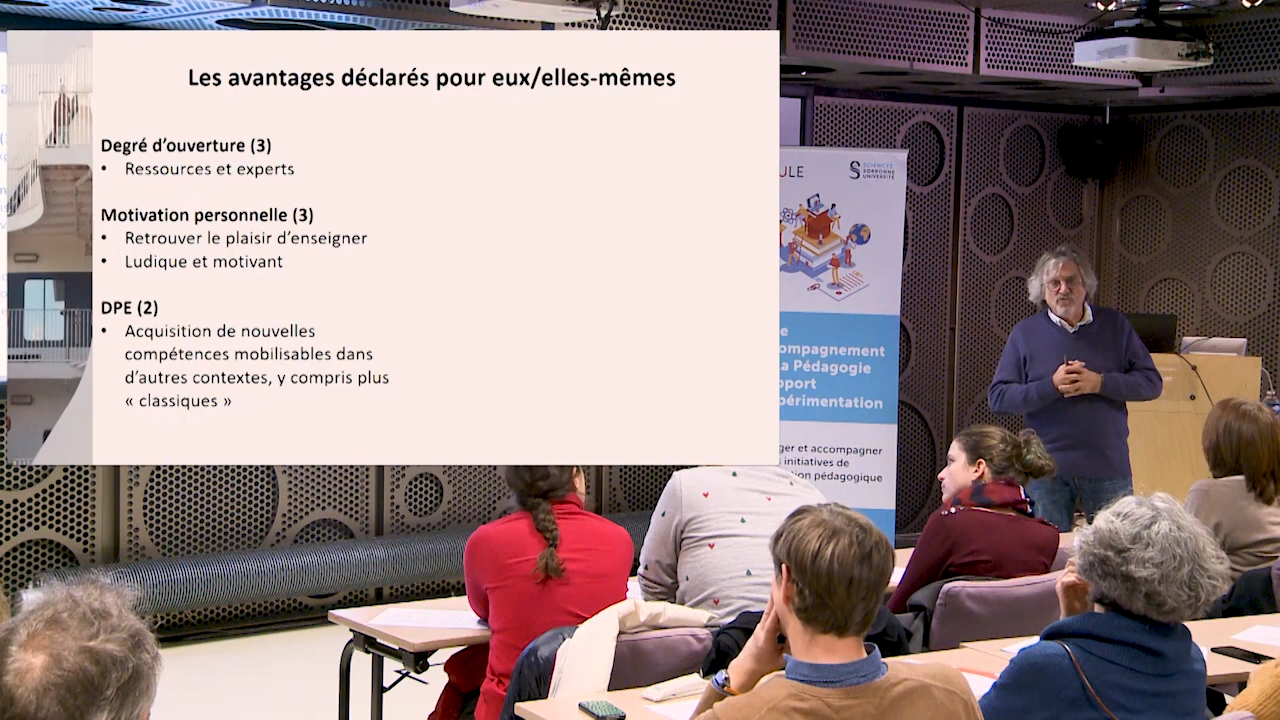 Les avantages déclarés pour eux/elles-mêmes
Degré d'ouverture (3)
• Ressources et experts
Motivation personnelle (3)
• Retrouver le plaisir d'enseigner
• Ludique et motivant
DPE (2)
• Acquisition de nouvelles
compétences mobilisables dans
d'autres contextes, y compris plus
« classiques »
ULE
SCIENCES
SORBONNE
UNIVERSITÉ
e
ompagnement
a Pédagogie
pport
périmentation
ger et accompagner
initiatives de
on pédagogique